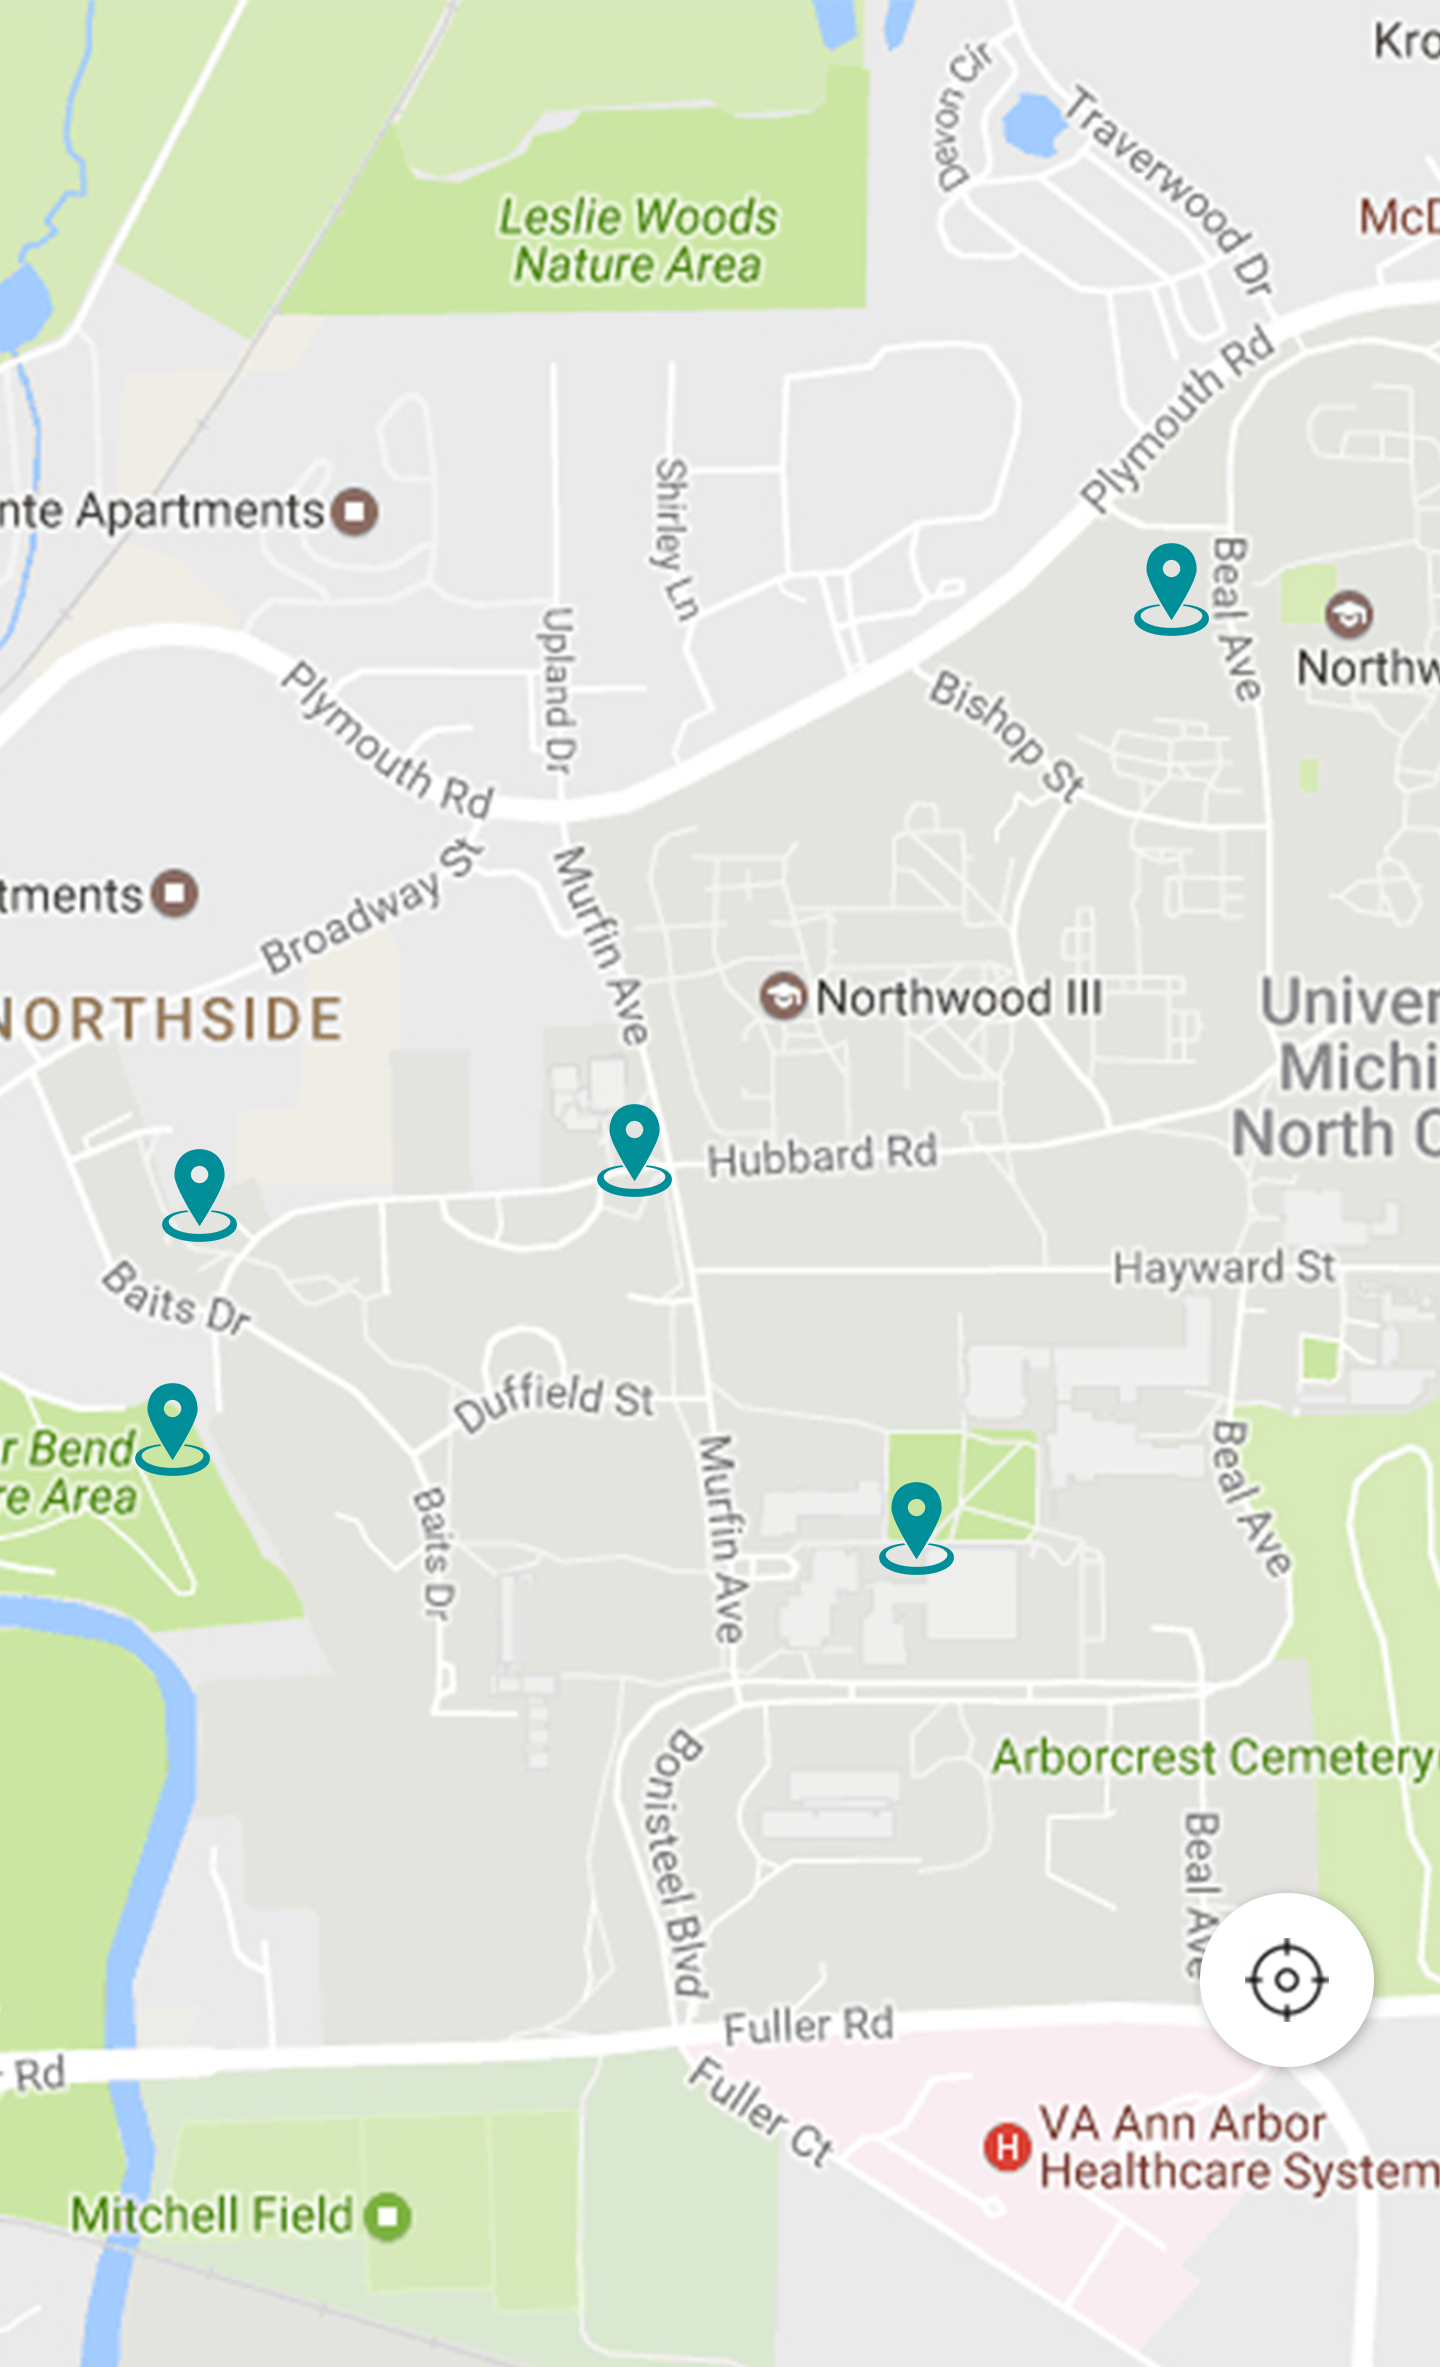 Kro
Devon Cir
Traverwood Dr
Leslie Woods
Nature Area
McD
Plymouth Rd
nte Apartments
Shirley Ln
Beal Ave
Upland Dr
Northw
Plymouth Rd
Bishop St
Broadway St
tments
Murfin Ave
NORTHSIDE
Northwood III
Univer
Michi
North C
Hubbard Rd
Hayward St
Baits Dr
Duffield St
r Bend
re Area
Murfin Ave
Beal Ave
Baits Dr
Bonisteel Blvd
Arborcrest Cemetery
Beal Ave
Fuller Rd
Rd
Fuller Ct
H
VA Ann Arbor
Healthcare System
Mitchell Field